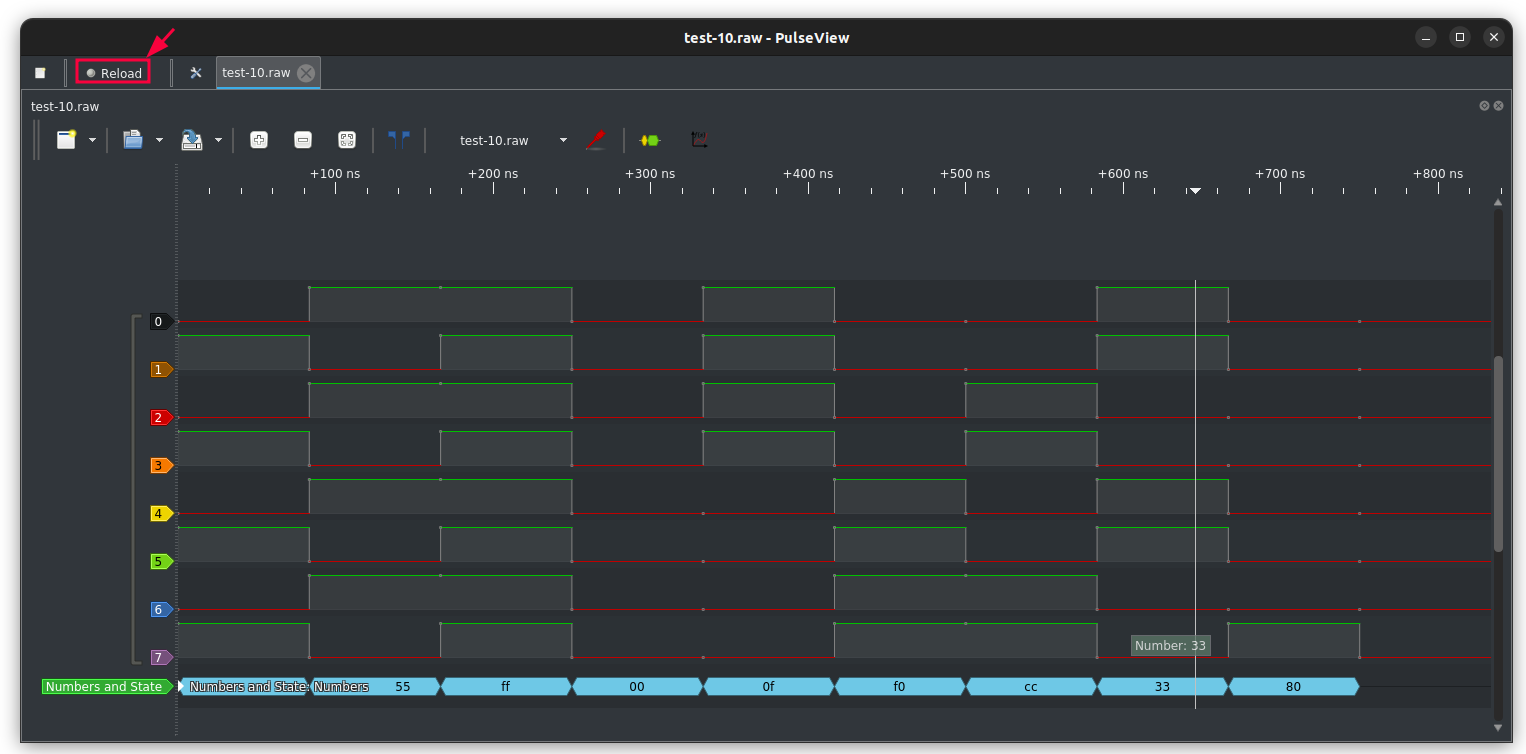 test-10.raw - PulseView
Reload
test-10.raw
test-10.raw
test-10.raw
+100 ns +200 ns +300 ns +400 ns +500 ns +600 ns +700 ns +800 ns
0
1
2
3
4
5
6
7
Number: 33
Numbers and State Numbers and State: Numbers 55 ff 00 0f f0 cc 33 80